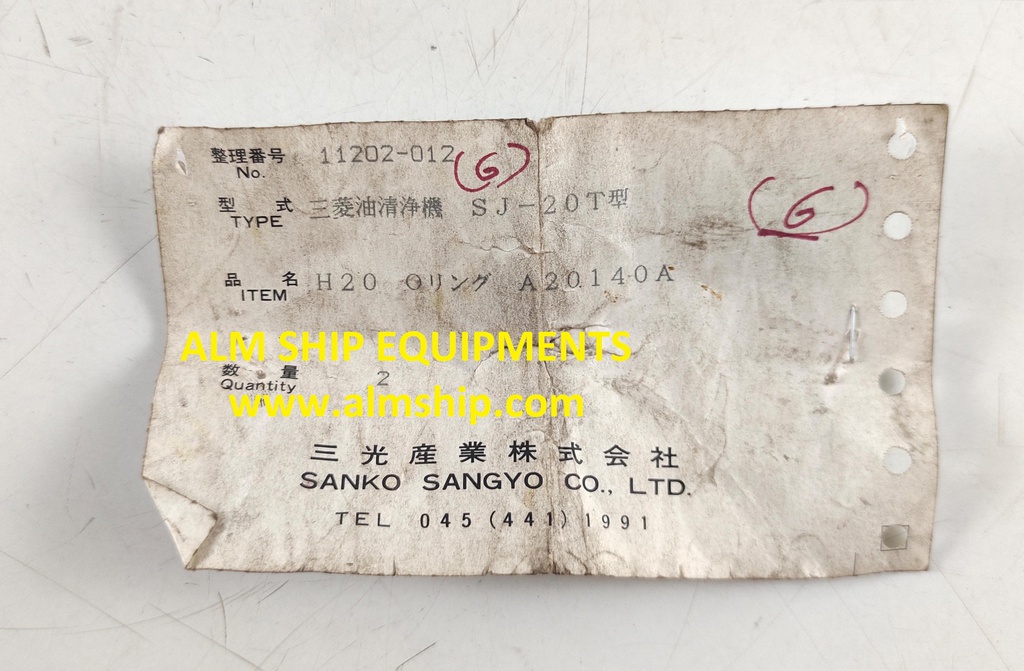 整理番号 11202-012 (6)
No.
型式 三菱油清浄機 SJ-20T型 (6)
TYPE
品名 H20 Oリング A20140A
ITEM
ALM SHIP EQUIPMENTS
数量 2
Quantity
www.almship.com
三光産業株式会社
SANKO SANGYO CO., LTD.
TEL 045 (441) 1991